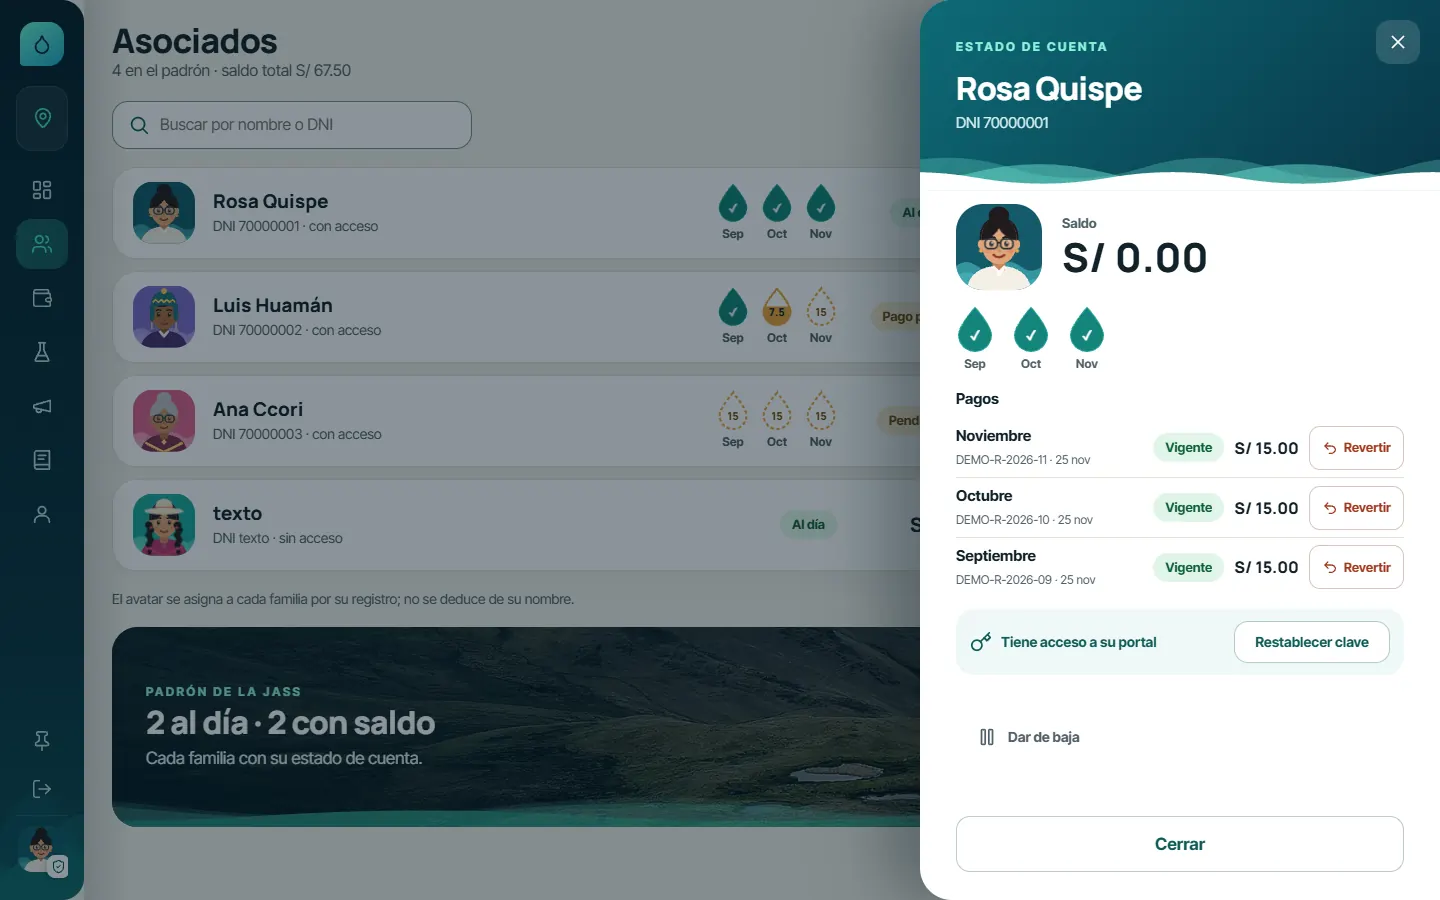 Asociados
4 en el padrón · saldo total S/ 67.50
Buscar por nombre o DNI
Rosa Quispe
DNI 70000001 · con acceso
Sep
Oct
Nov
Al
Luis Huamán
DNI 70000002 · con acceso
7.5
15
Sep
Oct
Nov
Pago
Ana Ccori
DNI 70000003 · con acceso
15
15
15
Sep
Oct
Nov
Pend
texto
DNI texto · sin acceso
Al día
S
El avatar se asigna a cada familia por su registro; no se deduce de su nombre.
PADRÓN DE LA JASS
2 al día · 2 con saldo
Cada familia con su estado de cuenta.
ESTADO DE CUENTA
Rosa Quispe
DNI 70000001
Saldo
S/ 0.00
Sep
Oct
Nov
Pagos
Noviembre
DEMO-R-2026-11 · 25 nov
Vigente
S/ 15.00
Revertir
Octubre
DEMO-R-2026-10 · 25 nov
Vigente
S/ 15.00
Revertir
Septiembre
DEMO-R-2026-09 · 25 nov
Vigente
S/ 15.00
Revertir
Tiene acceso a su portal
Restablecer clave
Dar de baja
Cerrar